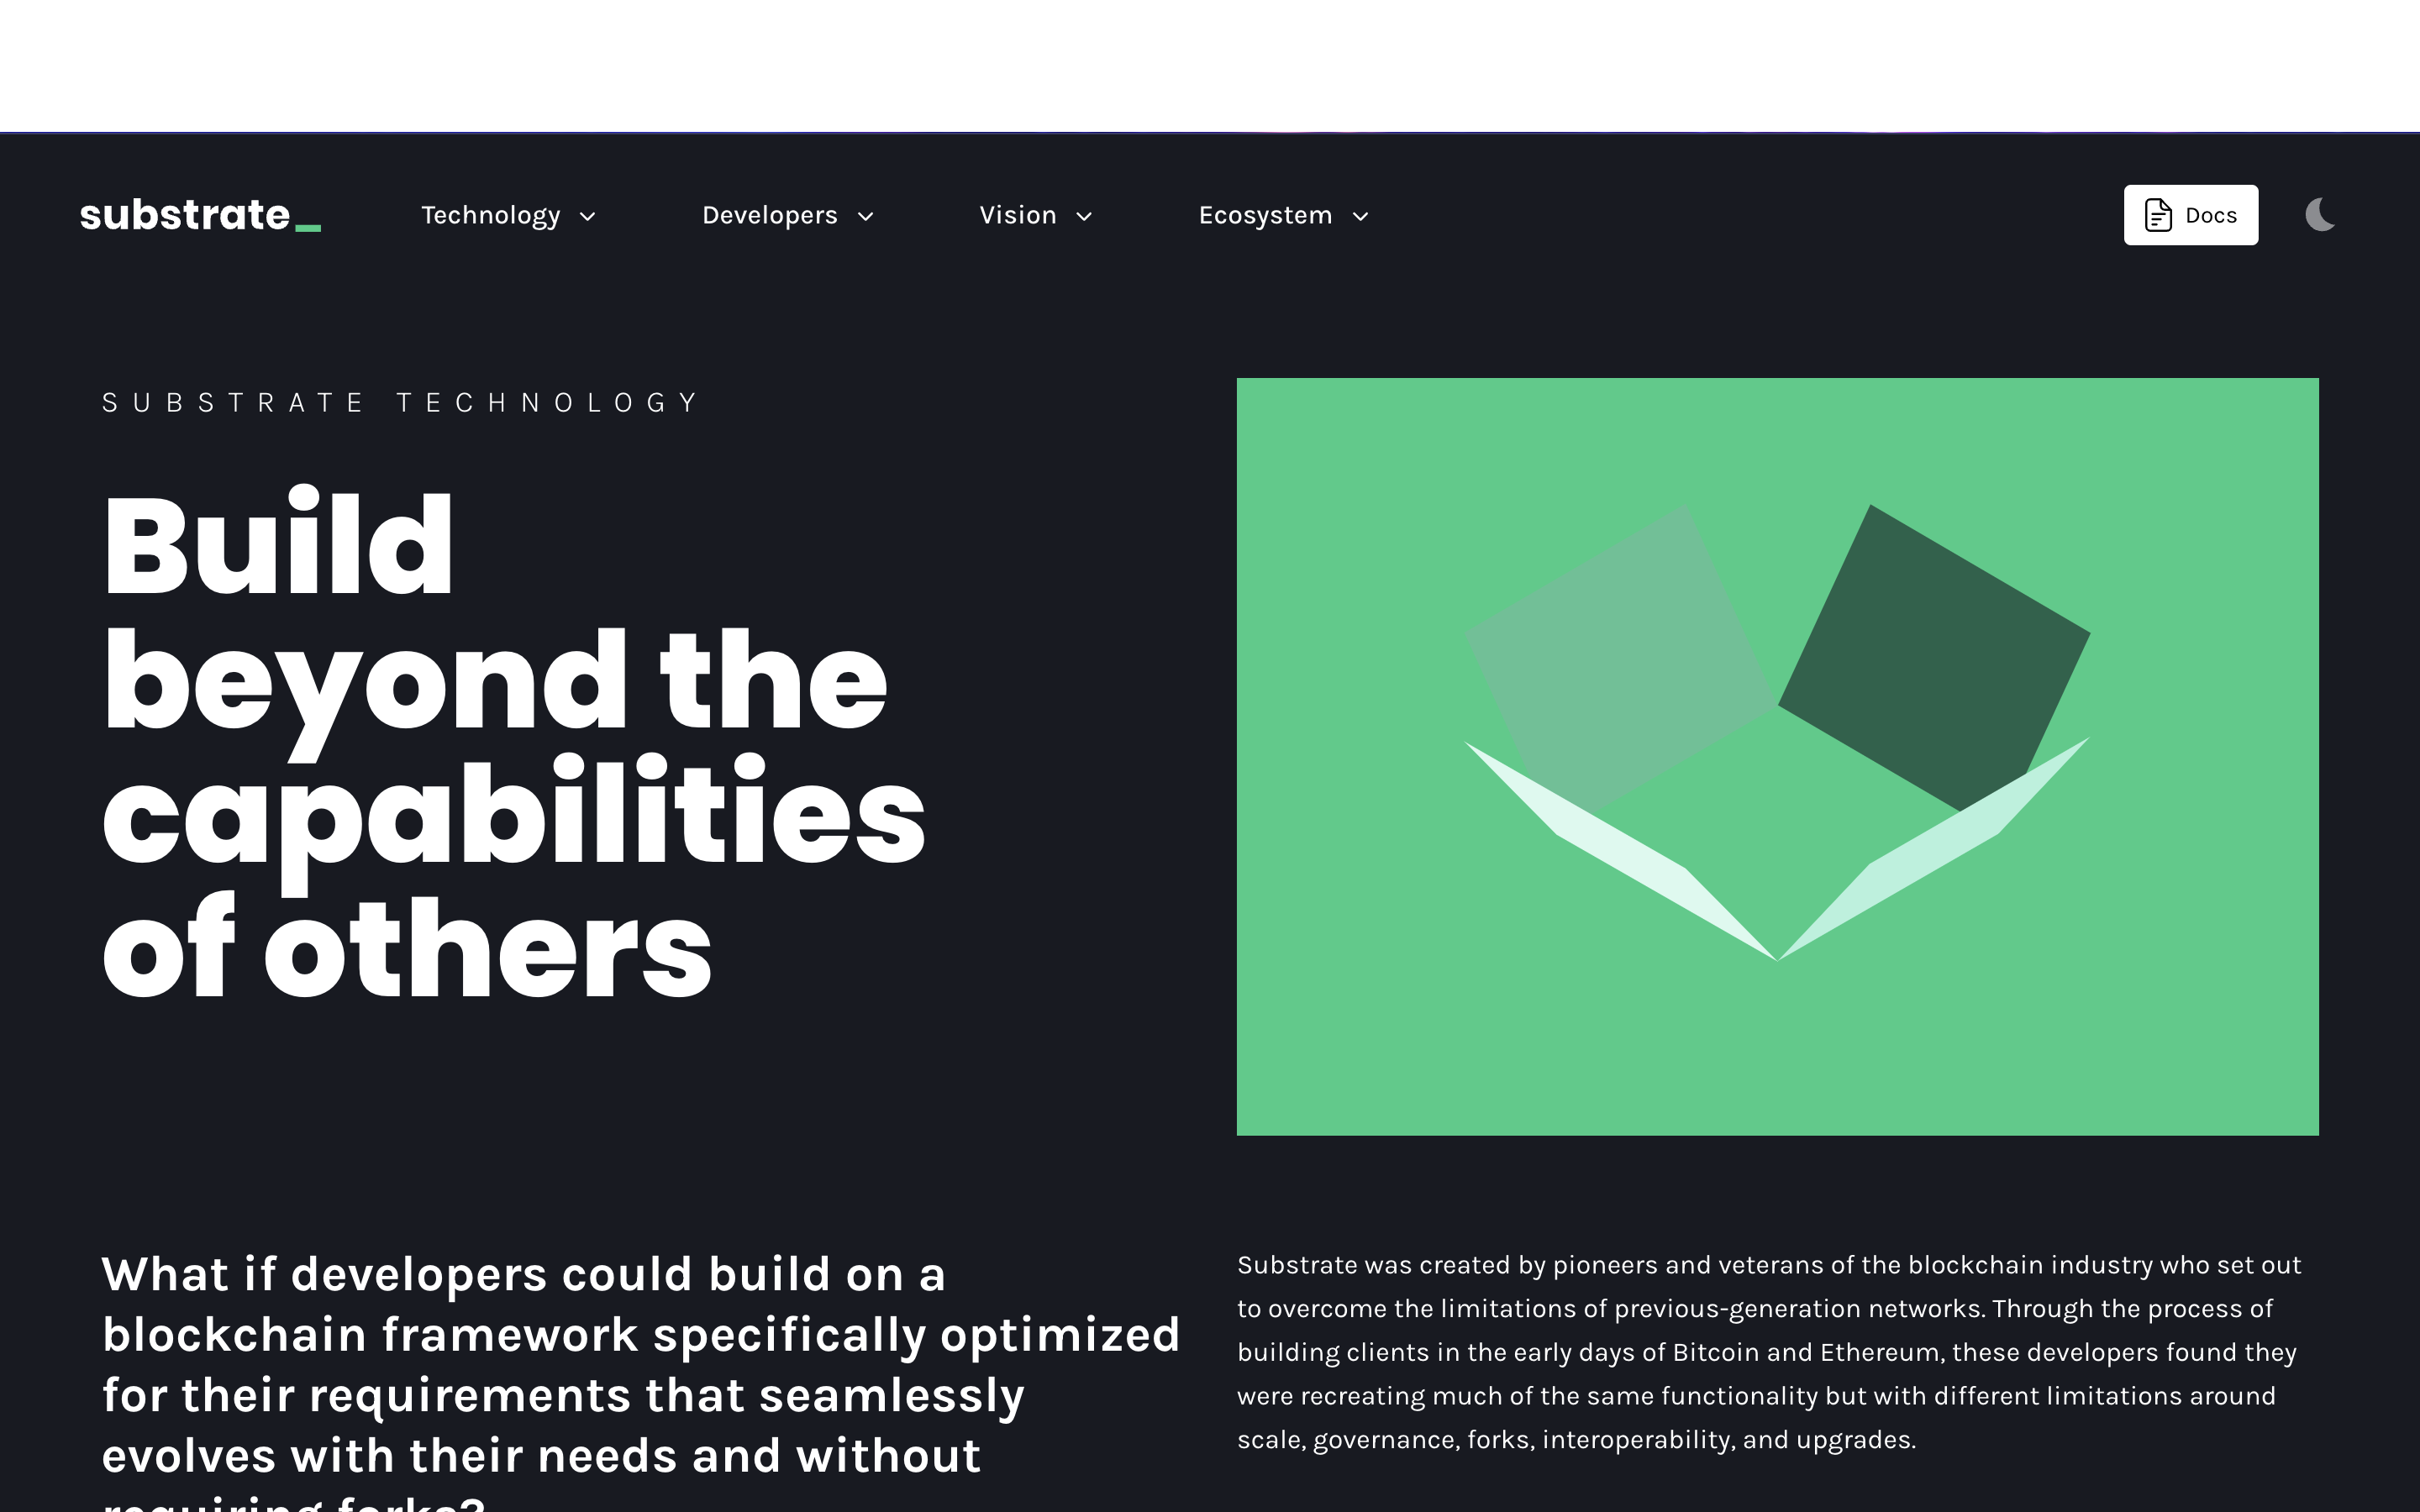 substrate_
Technology
Developers
Vision
Ecosystem
Docs
SUBSTRATE TECHNOLOGY
Build
beyond the
capabilities
of others
What if developers could build on a
blockchain framework specifically optimized
for their requirements that seamlessly
evolves with their needs and without
requiring forks?
Substrate was created by pioneers and veterans of the blockchain industry who set out
to overcome the limitations of previous-generation networks. Through the process of
building clients in the early days of Bitcoin and Ethereum, these developers found they
were recreating much of the same functionality but with different limitations around
scale, governance, forks, interoperability, and upgrades.